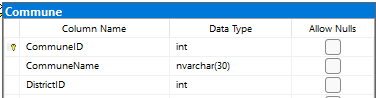 Commune
Column Name Data Type Allow Nulls
CommuneID int
CommuneName nvarchar(30)
DistrictID int